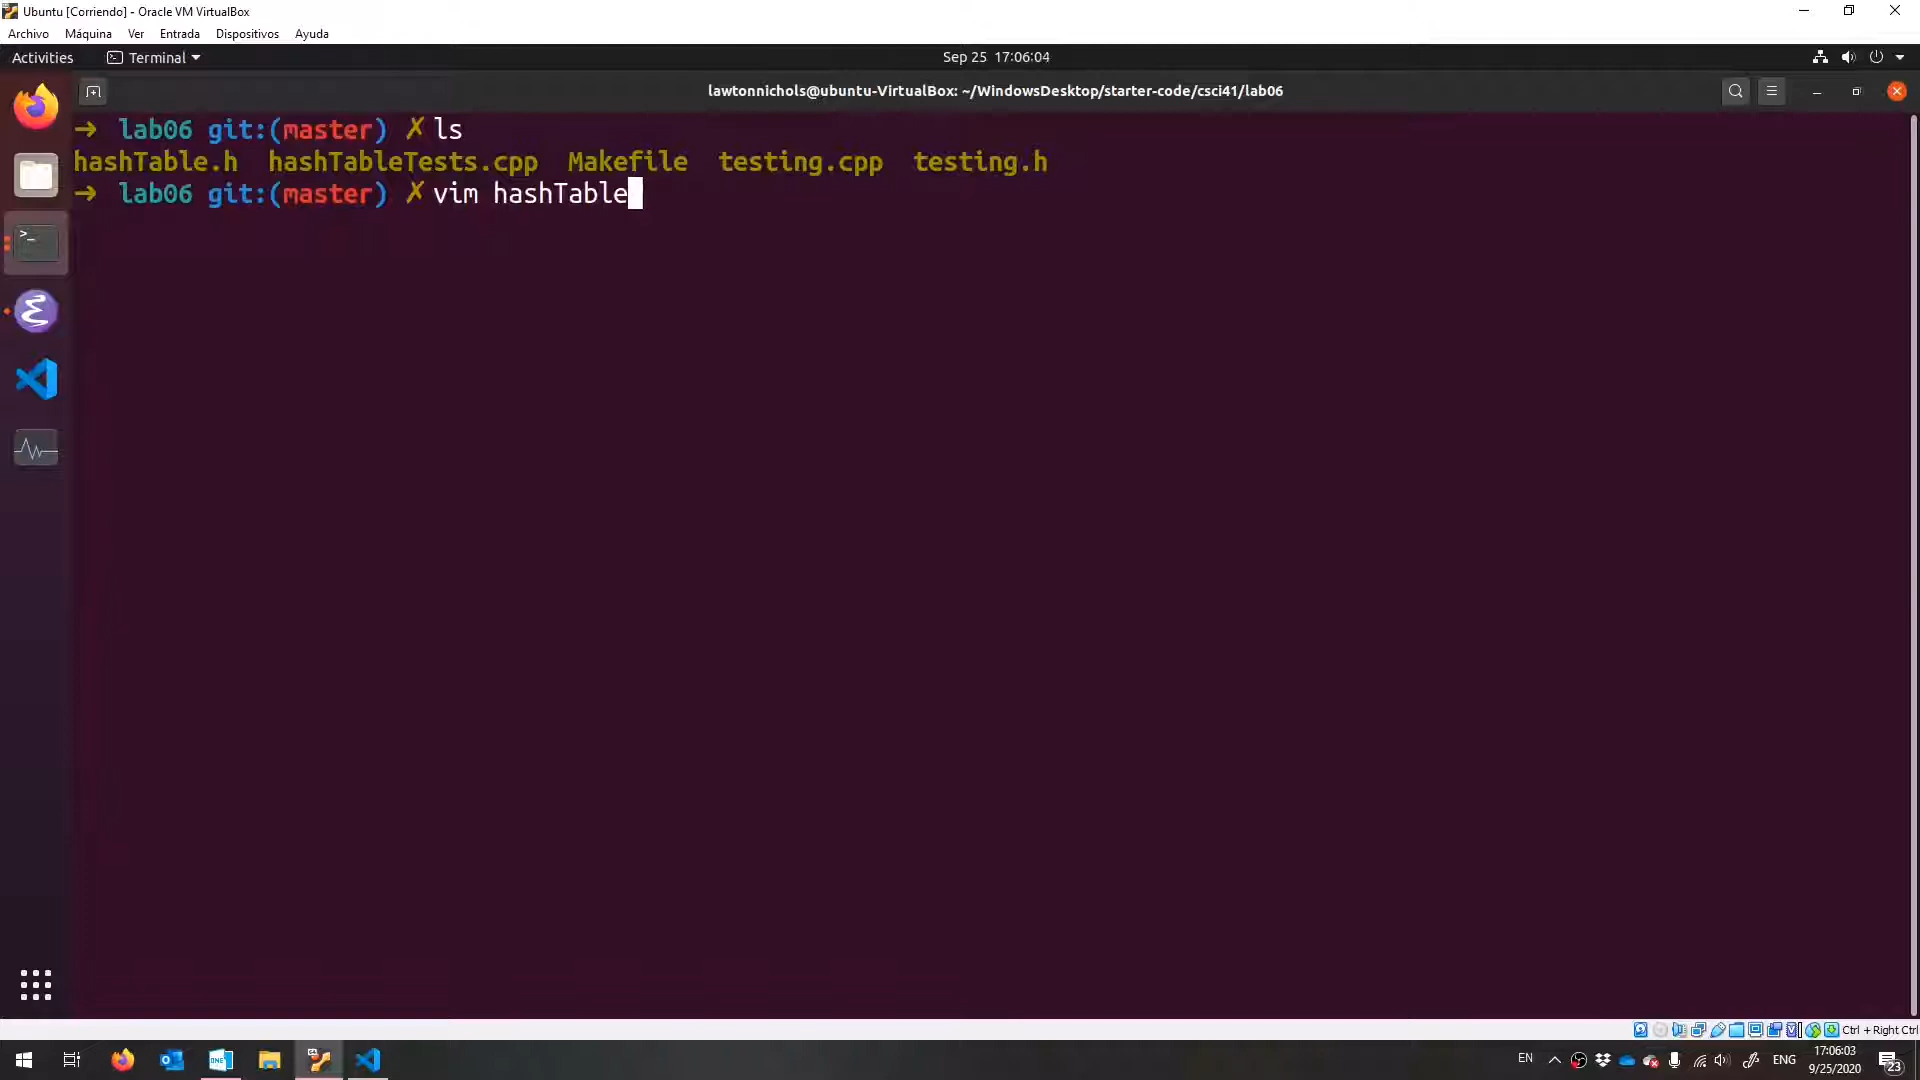 Ubuntu [Corriendo] - Oracle VM VirtualBox
Archivo Máquina Ver Entrada Dispositivos Ayuda
Activities Terminal Sep 25 17:06:04
lawtonnichols@ubuntu-VirtualBox: ~/WindowsDesktop/starter-code/csci41/lab06
→ lab06 git:(master) ✗ ls
hashTable.h hashTableTests.cpp Makefile testing.cpp testing.h
→ lab06 git:(master) ✗ vim hashTable
Ctrl + Right Ctrl
EN ENG 17:06:03
9/25/2020 23